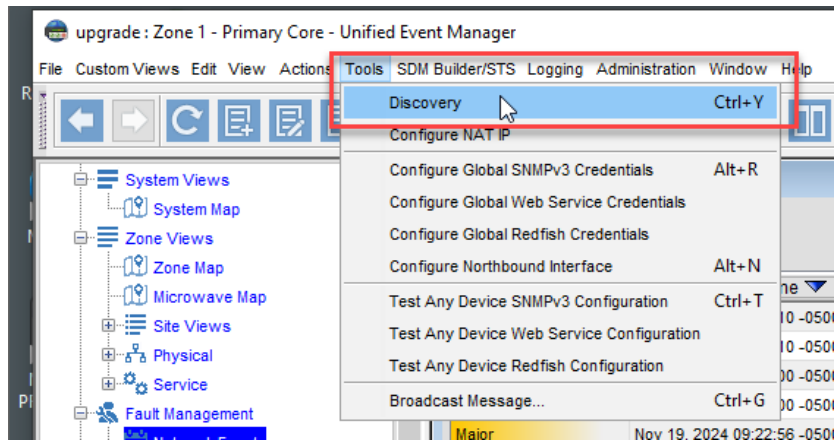 upgrade : Zone 1 - Primary Core - Unified Event Manager
File Custom Views Edit View Actions Tools SDM Builder/STS Logging Administration Window Help
Discovery Ctrl+Y
Configure NAT IP
Configure Global SNMPv3 Credentials Alt+R
Configure Global Web Service Credentials
Configure Global Redfish Credentials
Configure Northbound Interface Alt+N
Test Any Device SNMPv3 Configuration Ctrl+T
Test Any Device Web Service Configuration
Test Any Device Redfish Configuration
Broadcast Message... Ctrl+G
System Views
System Map
Zone Views
Zone Map
Microwave Map
Site Views
Physical
Service
Fault Management
Major Nov 19, 2024 09:22:56 -050